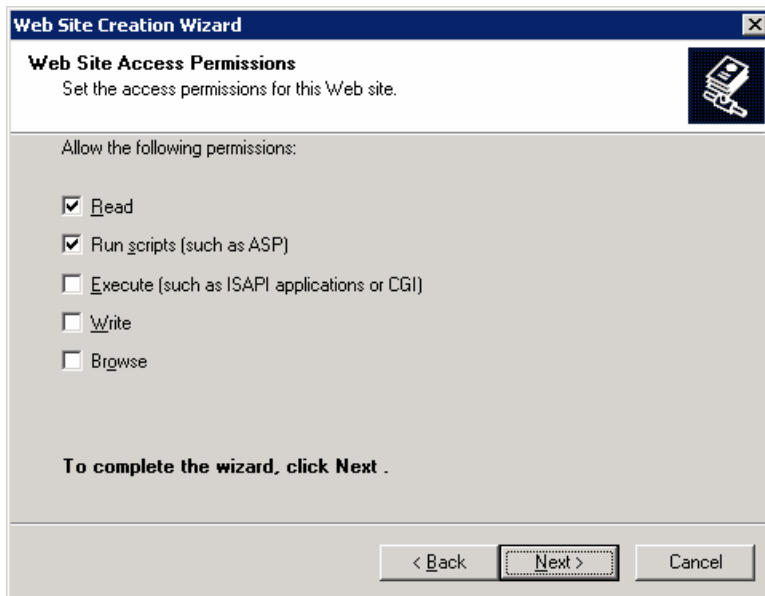 Web Site Creation Wizard
Web Site Access Permissions
Set the access permissions for this Web site.
Allow the following permissions:
Read
Run scripts (such as ASP)
Execute (such as ISAPI applications or CGI)
Write
Browse
To complete the wizard, click Next .
< Back Next > Cancel